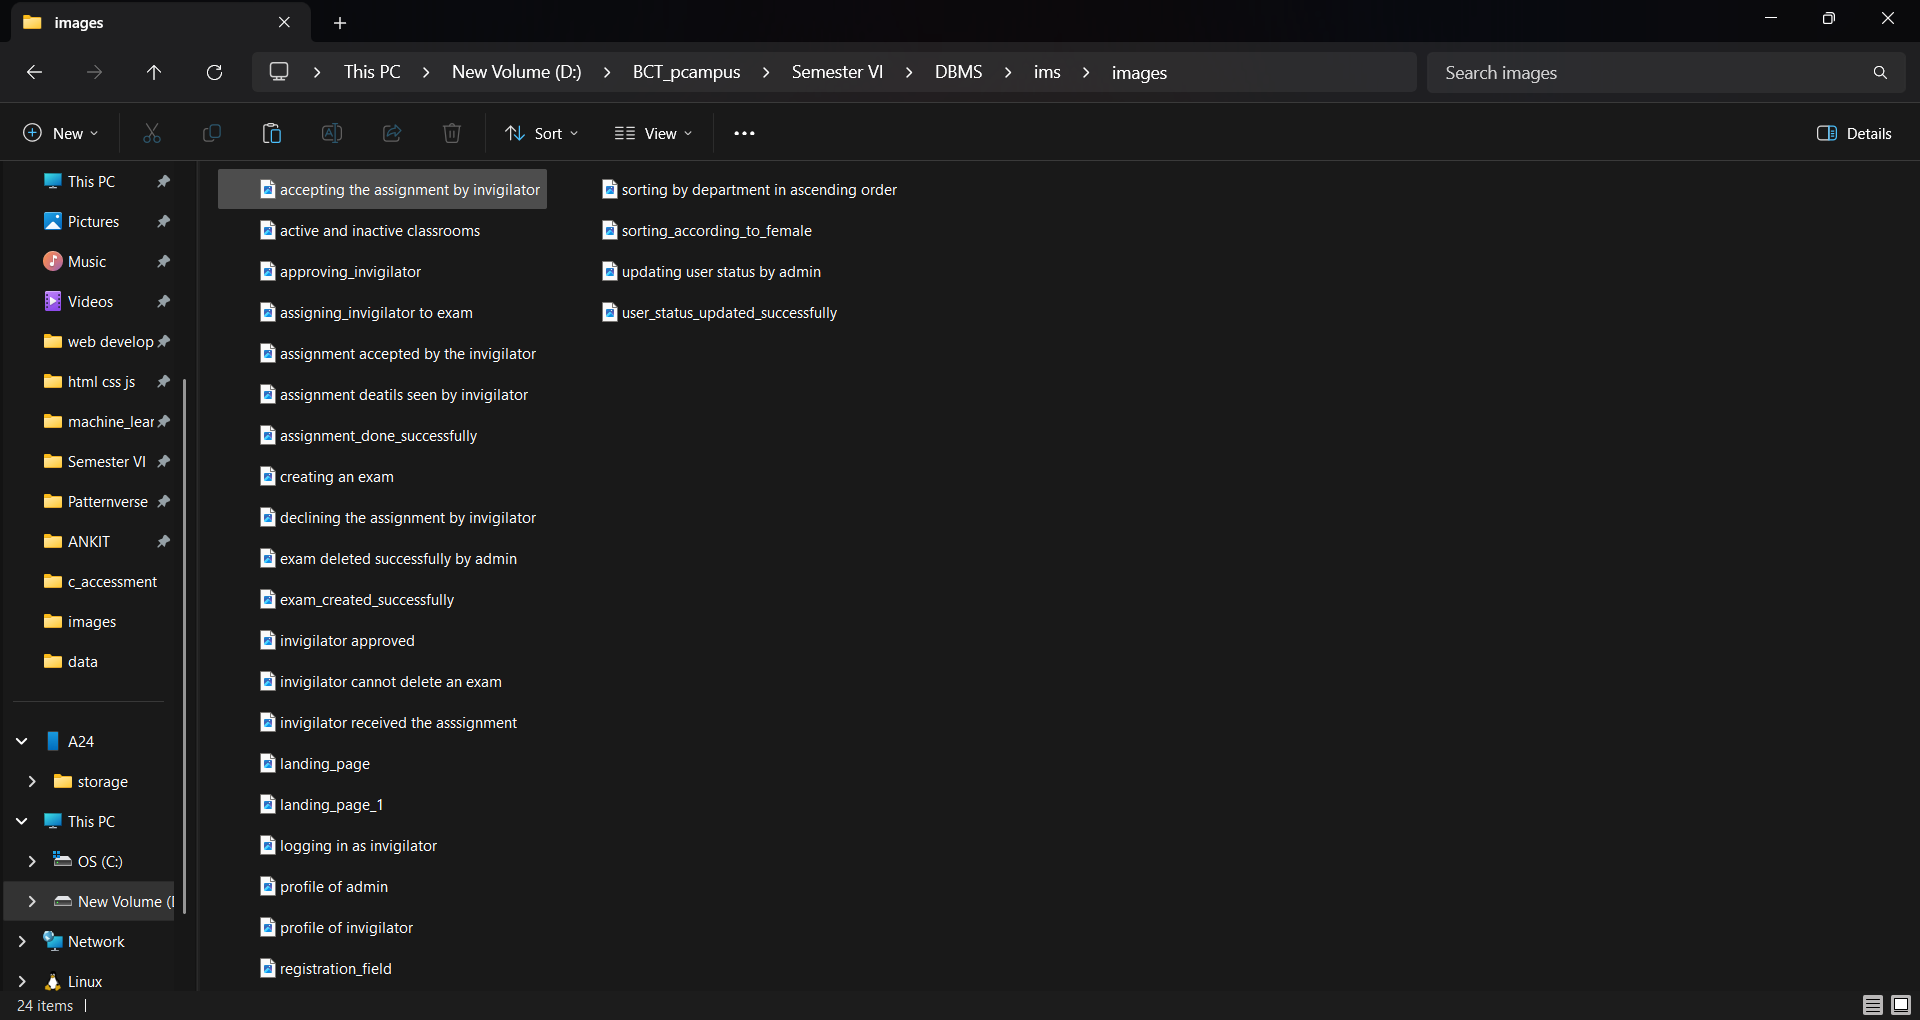 images
This PC
New Volume (D:)
BCT_pcampus
Semester VI
DBMS
ims
images
Search images
New
Sort
View
Details
This PC
Pictures
Music
Videos
web develop
html css js
machine_lear
Semester VI
Patternverse
ANKIT
c_accessment
images
data
A24
storage
This PC
OS (C:)
New Volume (
Network
Linux
accepting the assignment by invigilator
active and inactive classrooms
approving_invigilator
assigning_invigilator to exam
assignment accepted by the invigilator
assignment deatils seen by invigilator
assignment_done_successfully
creating an exam
declining the assignment by invigilator
exam deleted successfully by admin
exam_created_successfully
invigilator approved
invigilator cannot delete an exam
invigilator received the asssignment
landing_page
landing_page_1
logging in as invigilator
profile of admin
profile of invigilator
registration_field
sorting by department in ascending order
sorting_according_to_female
updating user status by admin
user_status_updated_successfully
24 items